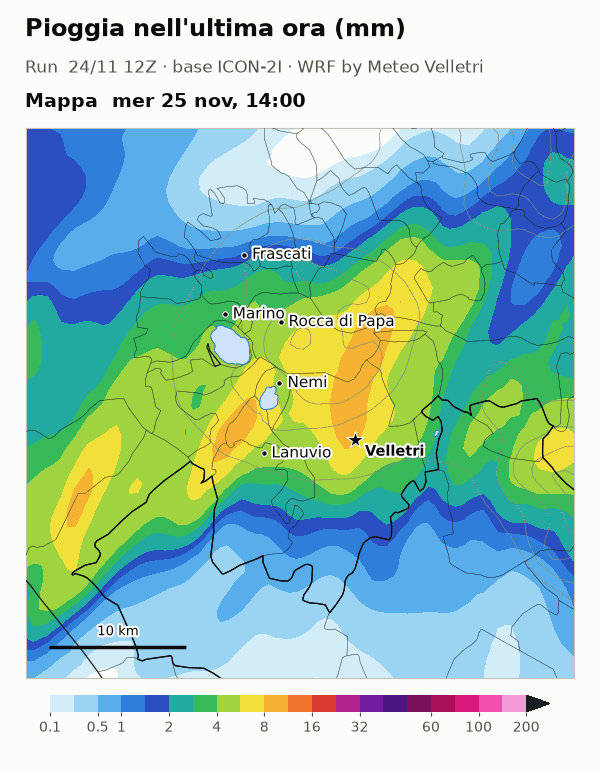 Pioggia nell'ultima ora (mm)
Run  24/11 12Z · base ICON-2I · WRF by Meteo Velletri
Mappa  mer 25 nov, 14:00
Frascati
Marino
Rocca di Papa
Nemi
Lanuvio
Velletri
10 km
0.1 0.5 1 2 4 8 16 32 60 100 200